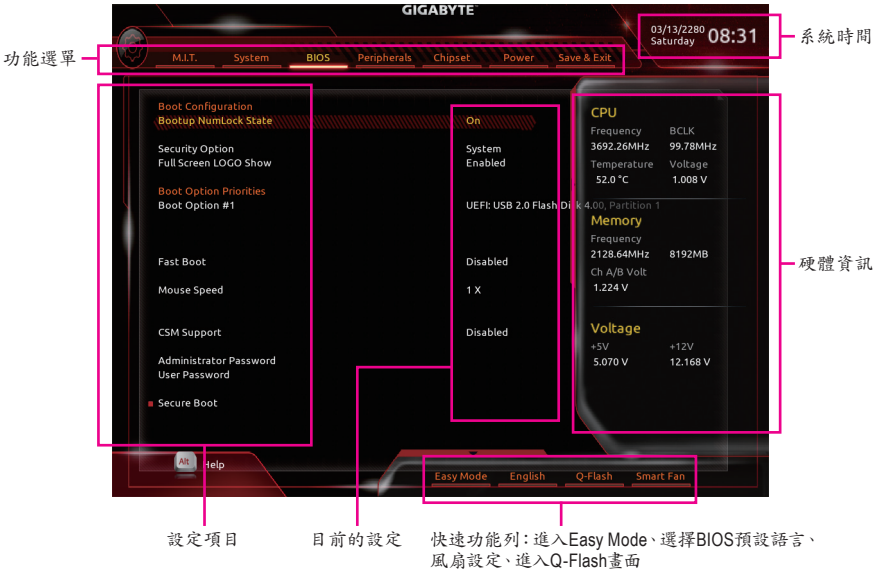 GIGABYTE™
03/13/2280
Saturday 08:31
系統時間
功能選單
M.I.T. System BIOS Peripherals Chipset Power Save & Exit
Boot Configuration
Bootup NumLock State On
Security Option System
Full Screen LOGO Show Enabled
Boot Option Priorities
Boot Option #1 UEFI: USB 2.0 Flash Disk 4.00, Partition 1
Fast Boot Disabled
Mouse Speed 1 X
CSM Support Disabled
Administrator Password
User Password
Secure Boot
CPU
Frequency BCLK
3692.26MHz 99.78MHz
Temperature Voltage
52.0 °C 1.008 V
Memory
Frequency
2128.64MHz 8192MB
Ch A/B Volt
1.224 V
Voltage
+5V +12V
5.070 V 12.168 V
硬體資訊
Alt Help
Easy Mode English Q-Flash Smart Fan
設定項目
目前的設定
快速功能列：進入Easy Mode、選擇BIOS預設語言、
風扇設定、進入Q-Flash畫面